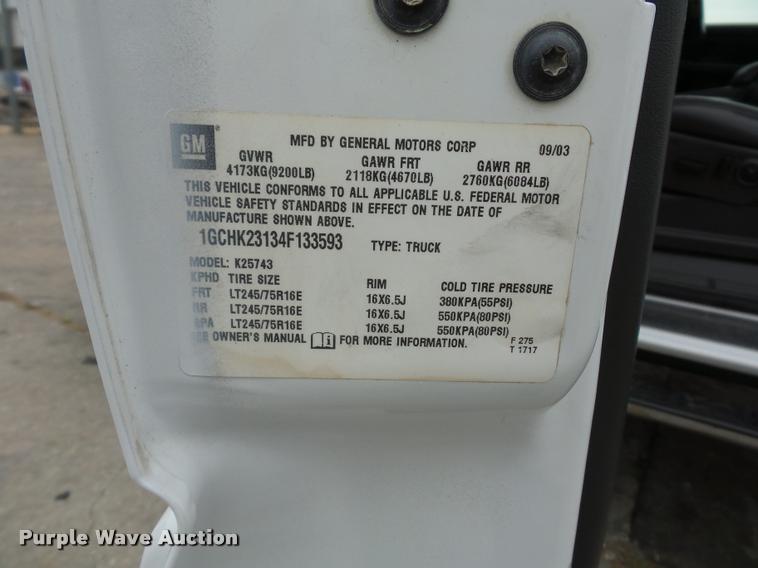 GM
MFD BY GENERAL MOTORS CORP 09/03
GVWR GAWR FRT GAWR RR
4173KG(9200LB) 2118KG(4670LB) 2760KG(6084LB)
THIS VEHICLE CONFORMS TO ALL APPLICABLE U.S. FEDERAL MOTOR
VEHICLE SAFETY STANDARDS IN EFFECT ON THE DATE OF
MANUFACTURE SHOWN ABOVE.
1GCHK23134F133593 TYPE: TRUCK
MODEL: K25743
KPHD TIRE SIZE RIM COLD TIRE PRESSURE
FRT LT245/75R16E 16X6.5J 380KPA(55PSI)
RR LT245/75R16E 16X6.5J 550KPA(80PSI)
SPA LT245/75R16E 16X6.5J 550KPA(80PSI)
SEE OWNER'S MANUAL FOR MORE INFORMATION.
F 275
T 1717
Purple Wave Auction